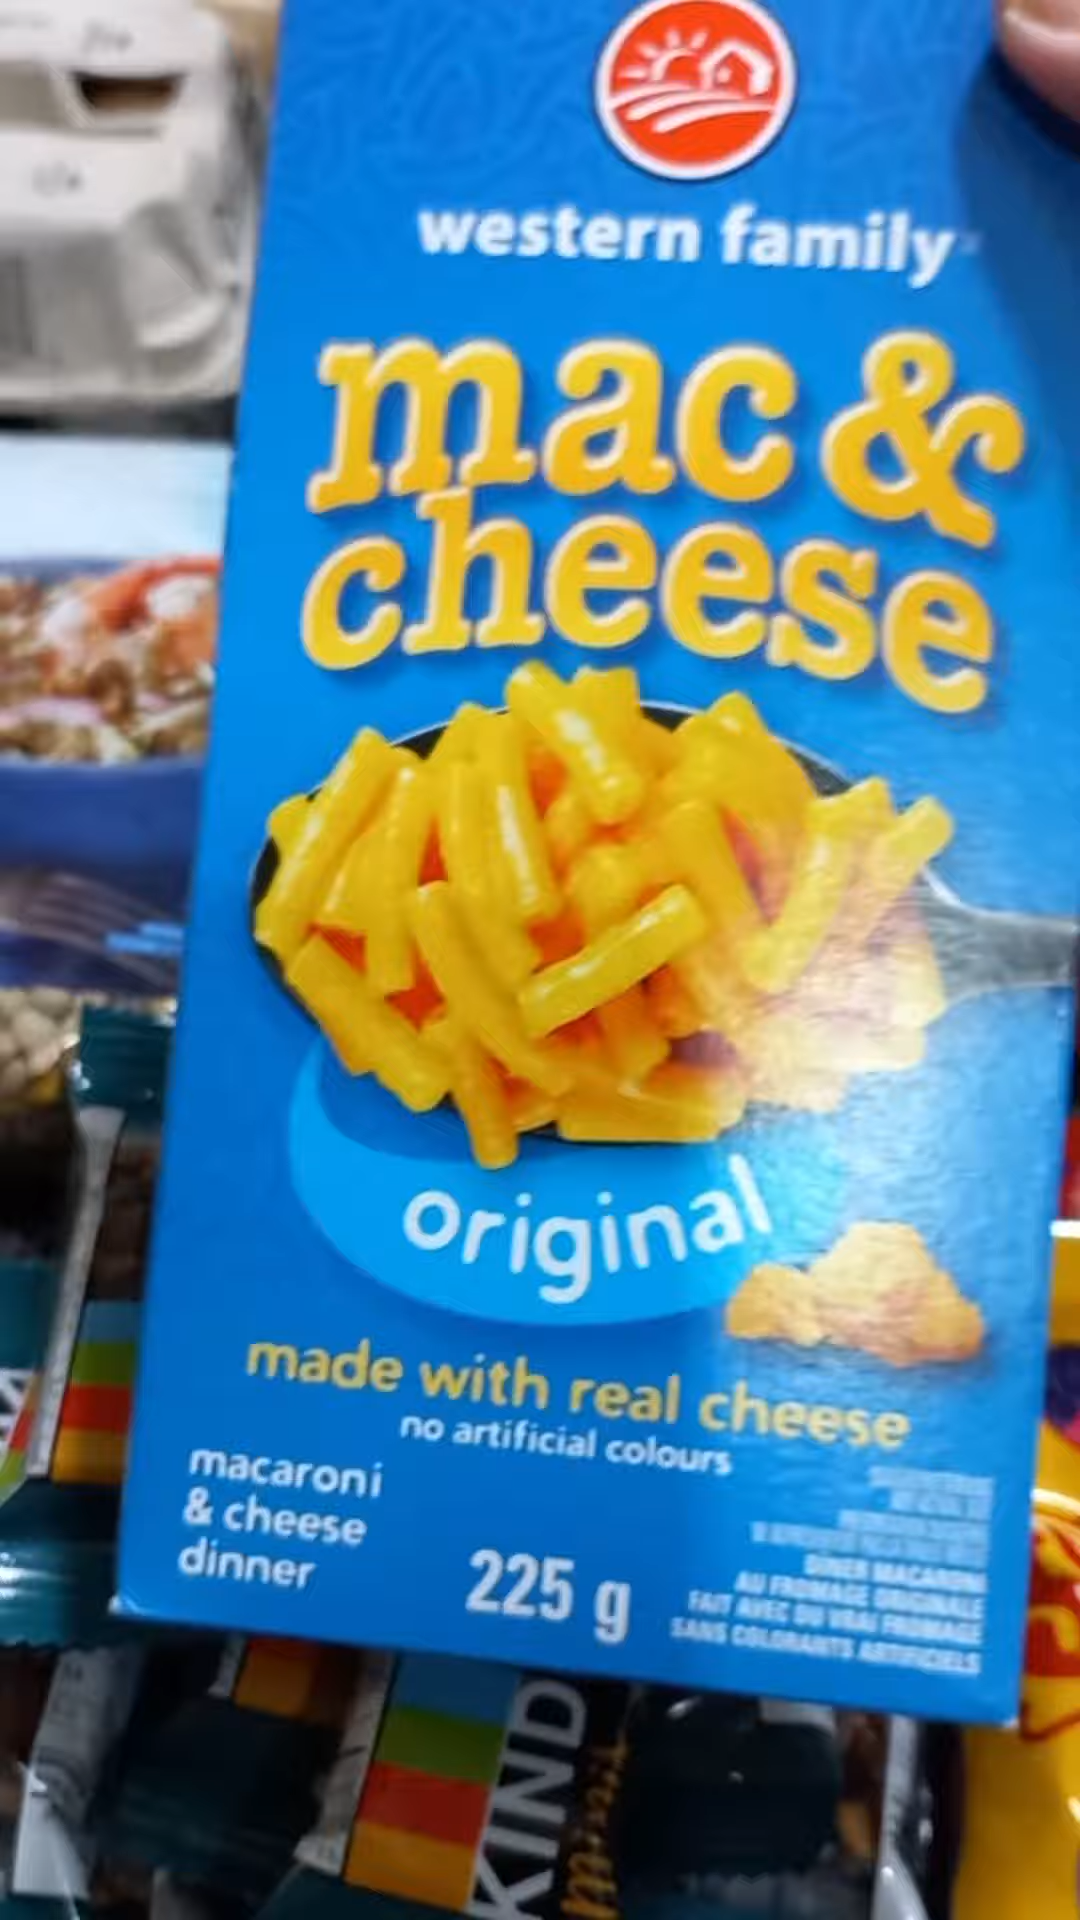 western family
mac &
cheese
original
made with real cheese
no artificial colours
macaroni
& cheese
dinner
225 g
DINER MACARONI
AU FROMAGE ORIGINALE
FAIT AVEC DU VRAI FROMAGE
SANS COLORANTS ARTIFICIELS
KIND
mini